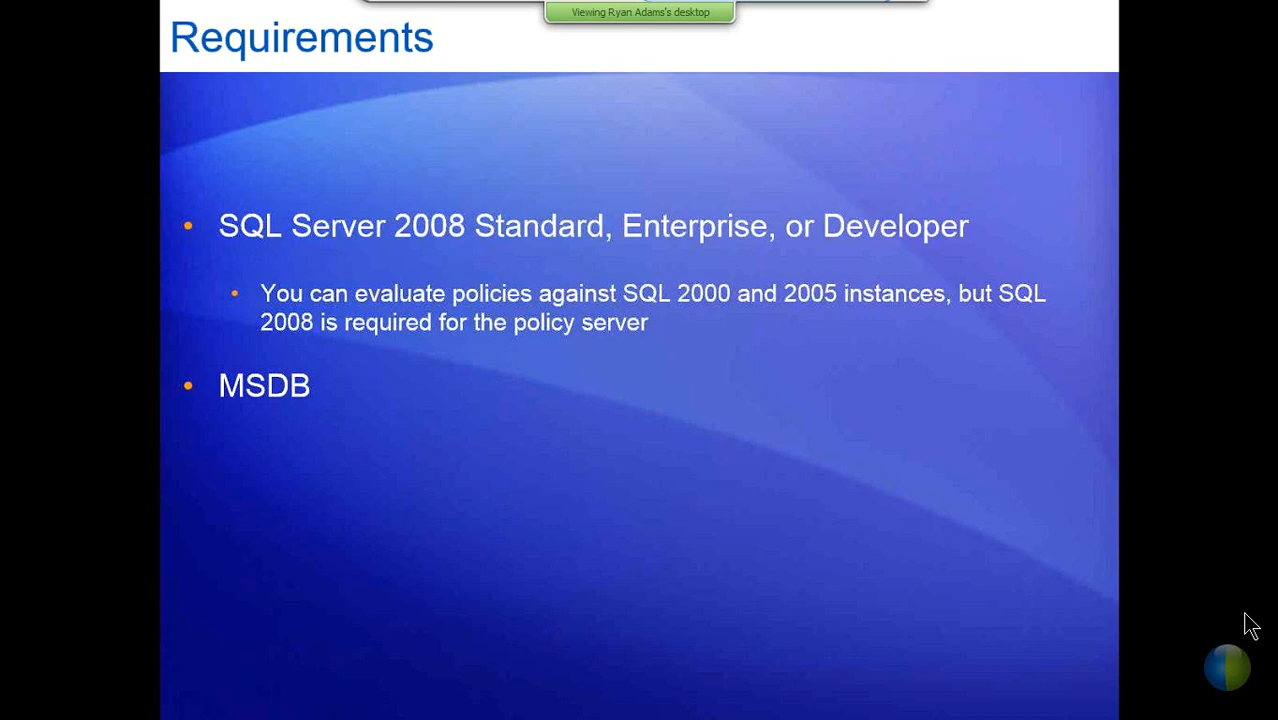 Viewing Ryan Adams's desktop
Requirements
• SQL Server 2008 Standard, Enterprise, or Developer
• You can evaluate policies against SQL 2000 and 2005 instances, but SQL
2008 is required for the policy server
• MSDB